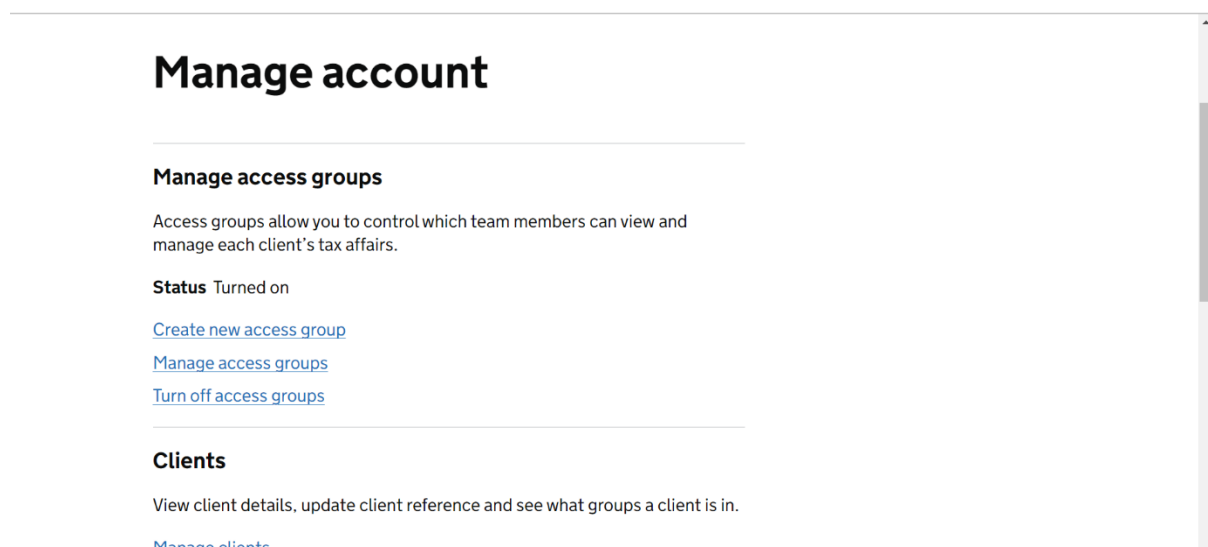 Manage account
Manage access groups
Access groups allow you to control which team members can view and
manage each client’s tax affairs.
Status Turned on
Create new access group
Manage access groups
Turn off access groups
Clients
View client details, update client reference and see what groups a client is in.
Manage clients